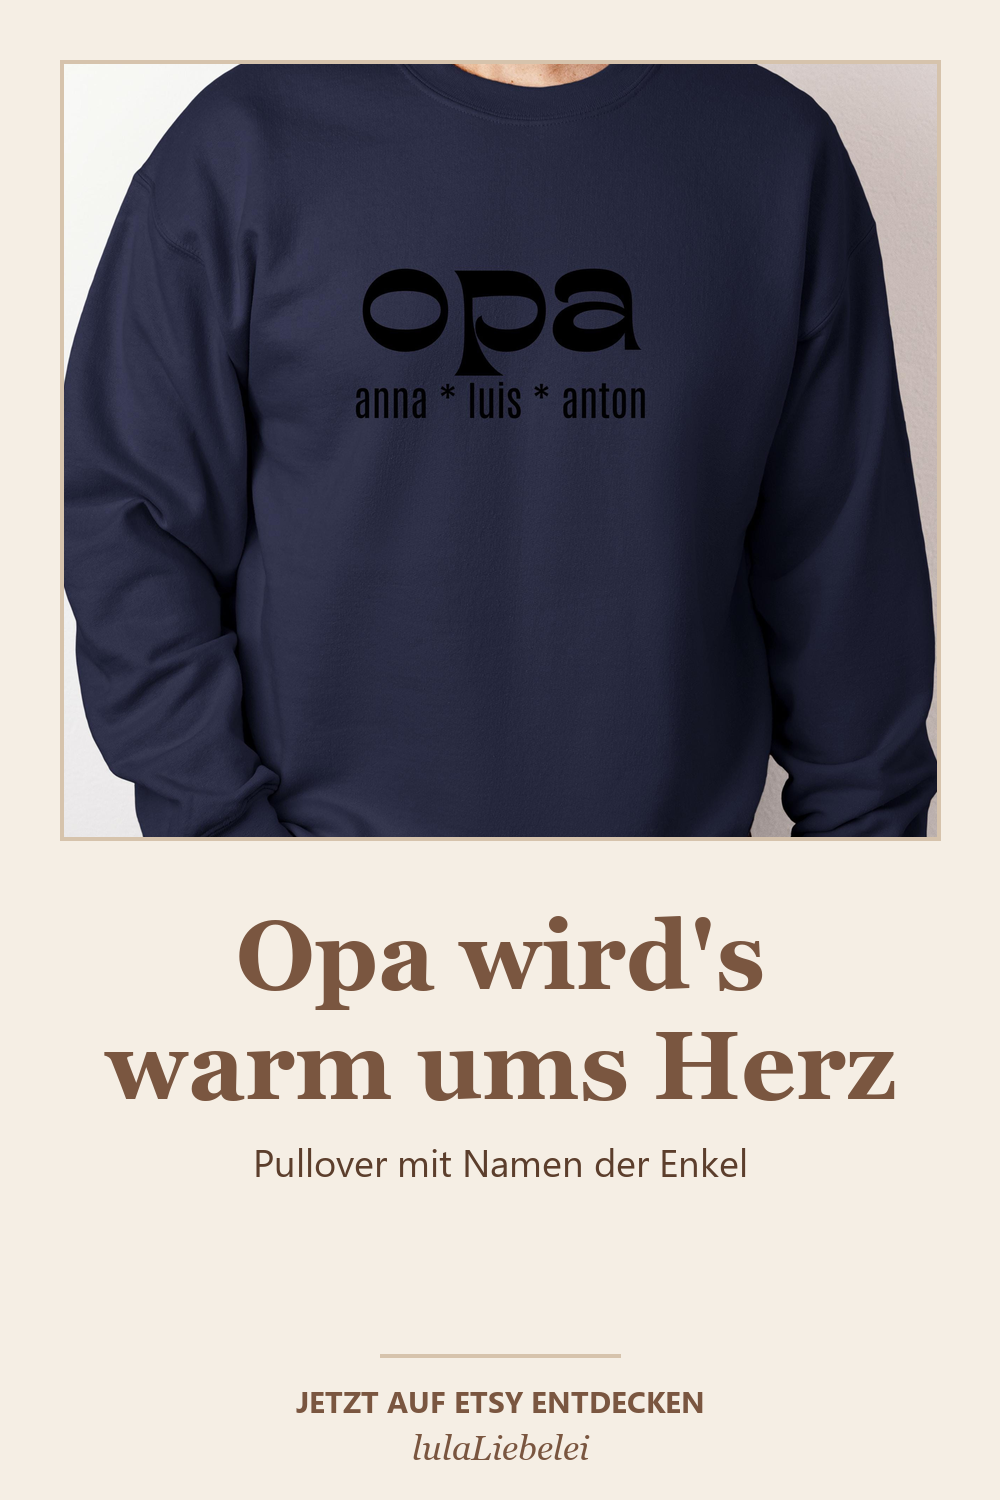 opa
anna * luis * anton
Opa wird's
warm ums Herz
Pullover mit Namen der Enkel
JETZT AUF ETSY ENTDECKEN
lulaLiebelei